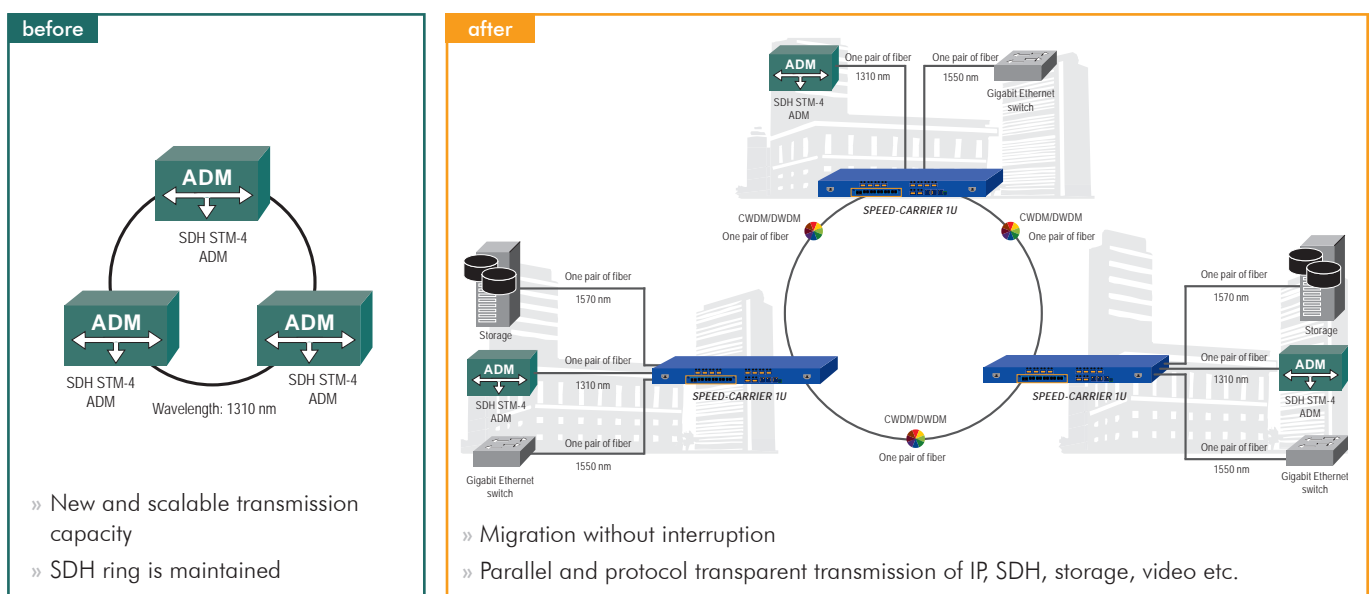 before
ADM
SDH STM-4
ADM
ADM
SDH STM-4
ADM
ADM
SDH STM-4
ADM
Wavelength: 1310 nm
» New and scalable transmission
capacity
» SDH ring is maintained
after
ADM
SDH STM-4
ADM
One pair of fiber
1310 nm
One pair of fiber
1550 nm
Gigabit Ethernet
switch
SPEED-CARRIER 1U
CWDM/DWDM
One pair of fiber
CWDM/DWDM
One pair of fiber
Storage
One pair of fiber
1570 nm
ADM
SDH STM-4
ADM
One pair of fiber
1310 nm
Gigabit Ethernet
switch
One pair of fiber
1550 nm
SPEED-CARRIER 1U
CWDM/DWDM
One pair of fiber
SPEED-CARRIER 1U
One pair of fiber
1570 nm
Storage
One pair of fiber
1310 nm
ADM
SDH STM-4
ADM
One pair of fiber
1550 nm
Gigabit Ethernet
switch
» Migration without interruption
» Parallel and protocol transparent transmission of IP, SDH, storage, video etc.